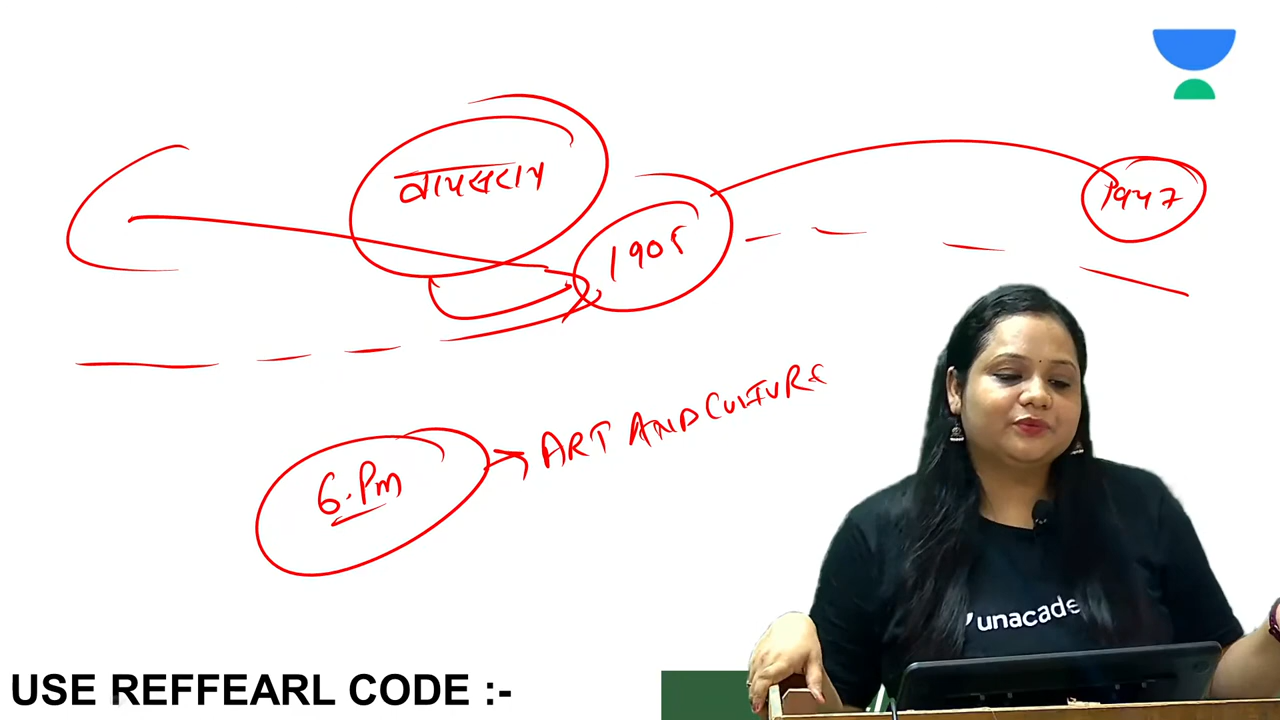 वायसराय
1905
1947
6.Pm
ART AND CULTURE
unacade
USE REFFEARL CODE :-